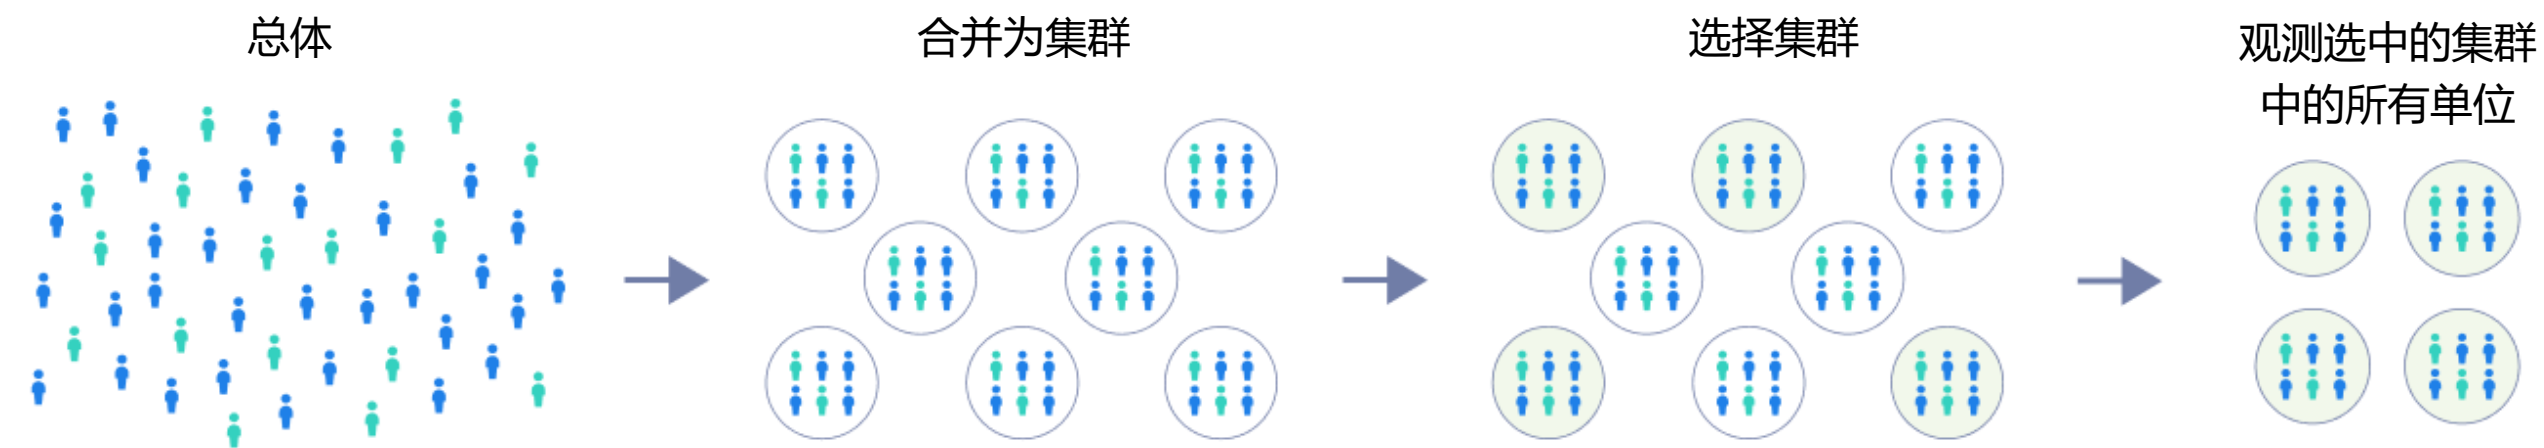 总体
合并为集群
选择集群
观测选中的集群
中的所有单位